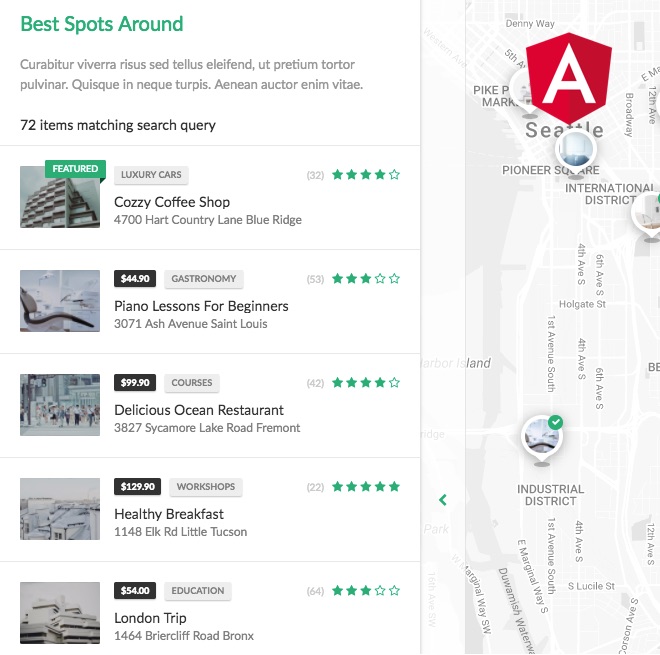 Best Spots Around
Curabitur viverra risus sed tellus eleifend, ut pretium tortor
pulvinar. Quisque in neque turpis. Aenean auctor enim vitae.
72 items matching search query
FEATURED
LUXURY CARS
(32)
Cozzy Coffee Shop
4700 Hart Country Lane Blue Ridge
$44.90
GASTRONOMY
(53)
Piano Lessons For Beginners
3071 Ash Avenue Saint Louis
$99.90
COURSES
(42)
Delicious Ocean Restaurant
3827 Sycamore Lake Road Fremont
$129.90
WORKSHOPS
(22)
Healthy Breakfast
1148 Elk Rd Little Tucson
$54.00
EDUCATION
(64)
London Trip
1464 Briercliff Road Bronx
Denny Way
Western Ave
5th A
E Ma
A
PIKE P
MARK
Broadway
12th Ave
Seattle
PIONEER SQUARE
INTERNATIONAL
DISTRICT
4th Ave S
6th Ave S
Holgate St
1st Avenue South
4th Ave S
6th Ave S
arbor Island
BE
idge
INDUSTRIAL
DISTRICT
Park
1st Avenue South
4th Ave S
12th Ave S
E Marginal Way S
S Lucile St
16th Ave SW
Marginal Way SW
Duwamish Waterwa
Corson Ave S